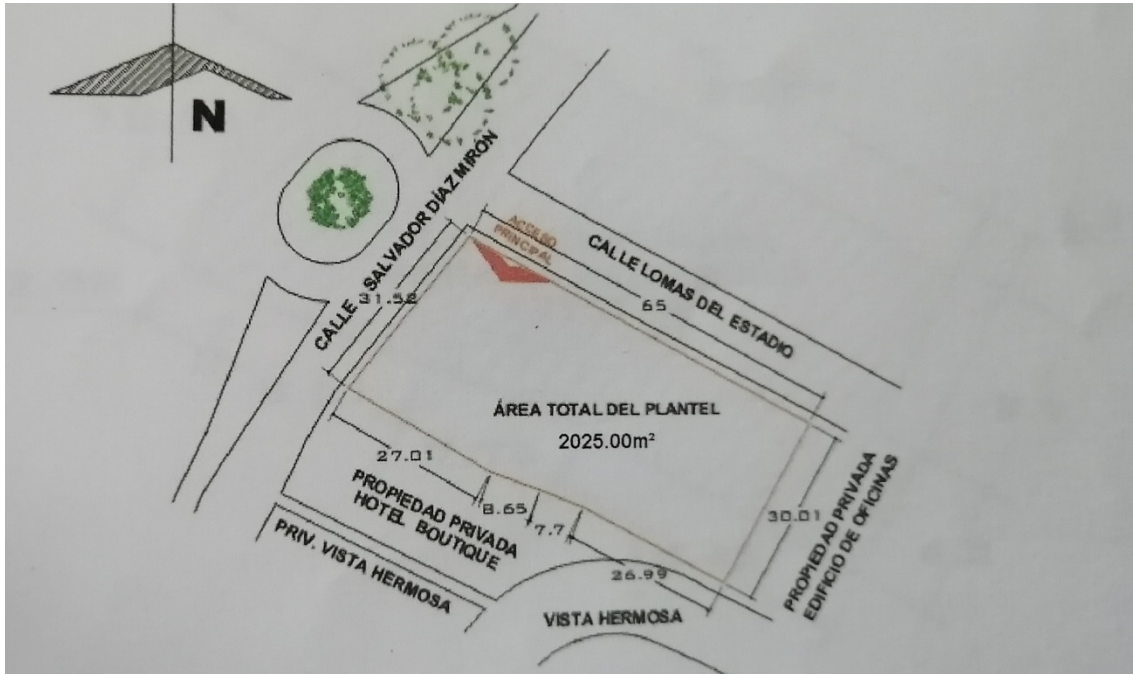 N
CALLE SALVADOR DÍAZ MIRÓN
31.52
ACCESO
PRINCIPAL
CALLE LOMAS DEL ESTADIO
65
ÁREA TOTAL DEL PLANTEL
2025.00m²
27.01
8.65
7.7
26.99
30.01
PROPIEDAD PRIVADA
HOTEL BOUTIQUE
PROPIEDAD PRIVADA
EDIFICIO DE OFICINAS
PRIV. VISTA HERMOSA
VISTA HERMOSA